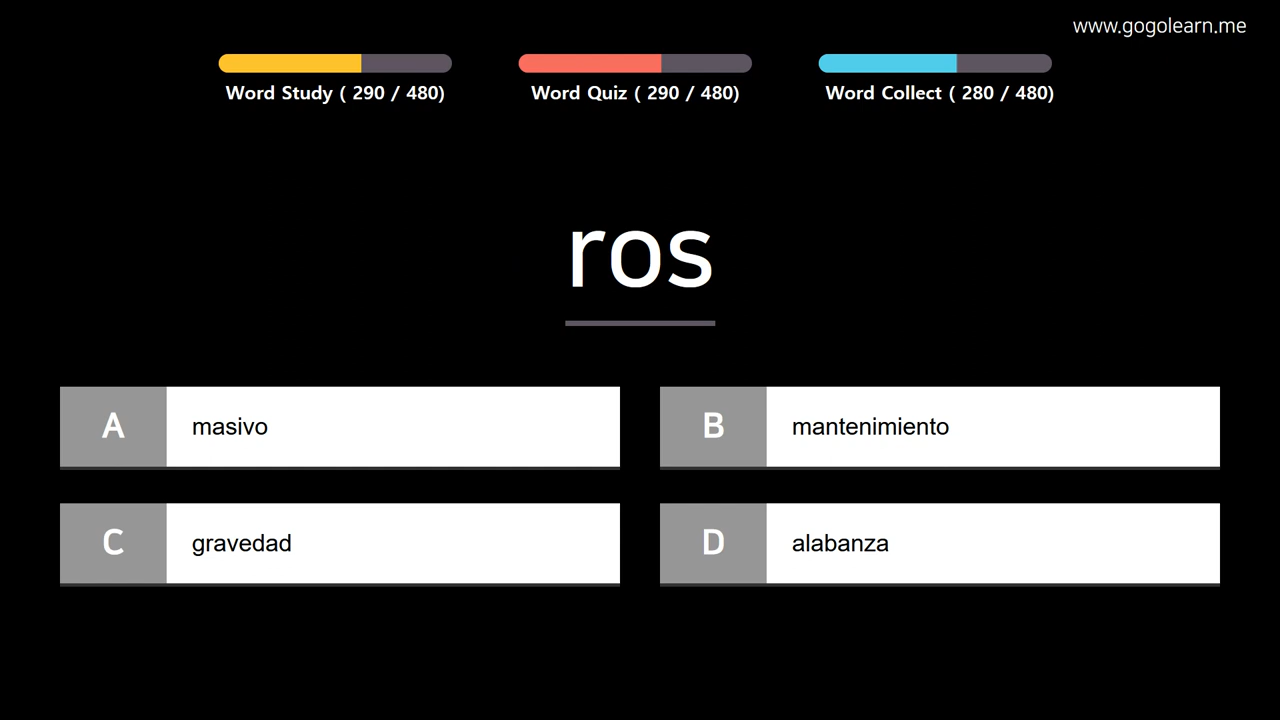 www.gogolearn.me
Word Study ( 290 / 480)
Word Quiz ( 290 / 480)
Word Collect ( 280 / 480)
ros
A masivo
B mantenimiento
C gravedad
D alabanza